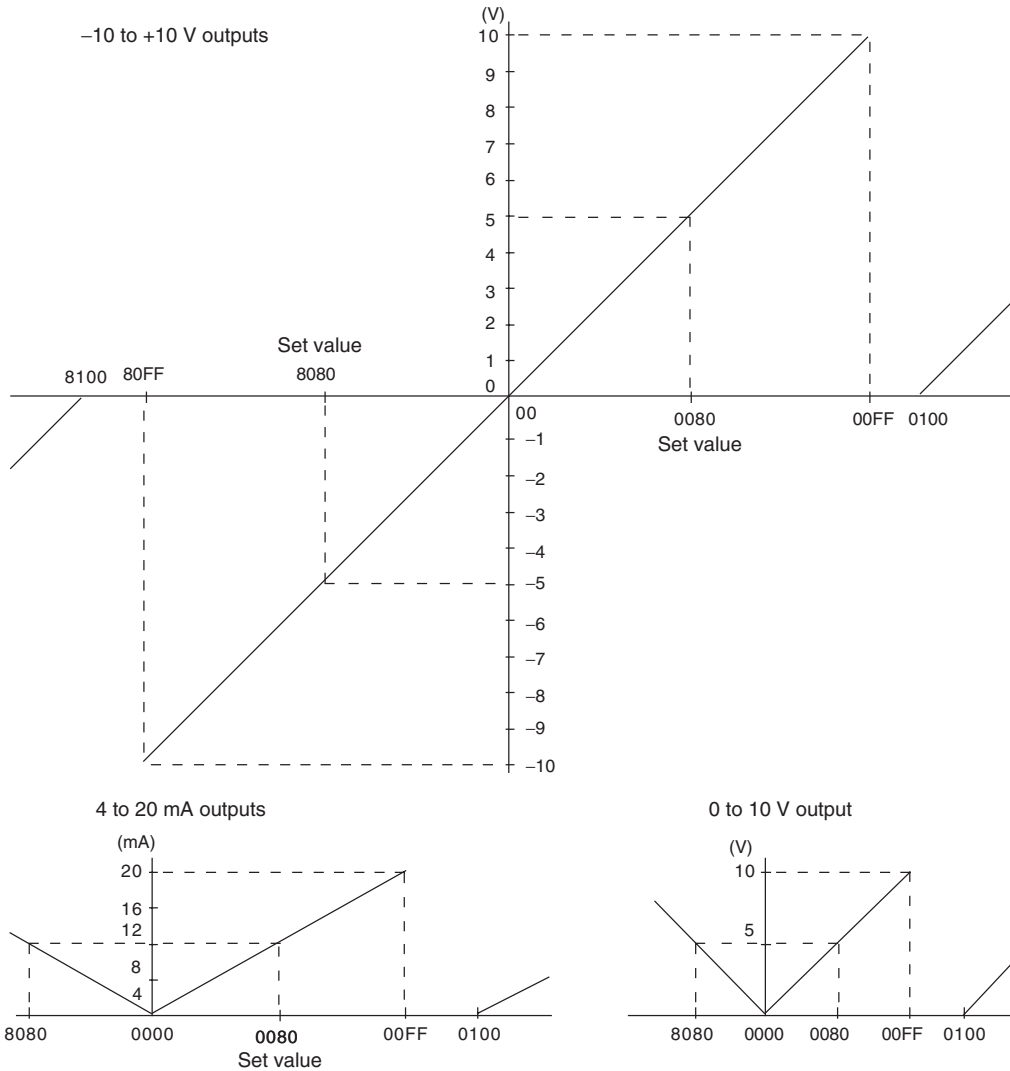 (V)
–10 to +10 V outputs
10
9
8
7
6
5
4
3
2
1
0
Set value
8100 80FF 8080
00
0080 00FF 0100
Set value
–1
–2
–3
–4
–5
–6
–7
–8
–9
–10
4 to 20 mA outputs
(mA)
20
16
12
8
4
8080 0000 0080 00FF 0100
Set value
0 to 10 V output
(V)
10
5
8080 0000 0080 00FF 0100